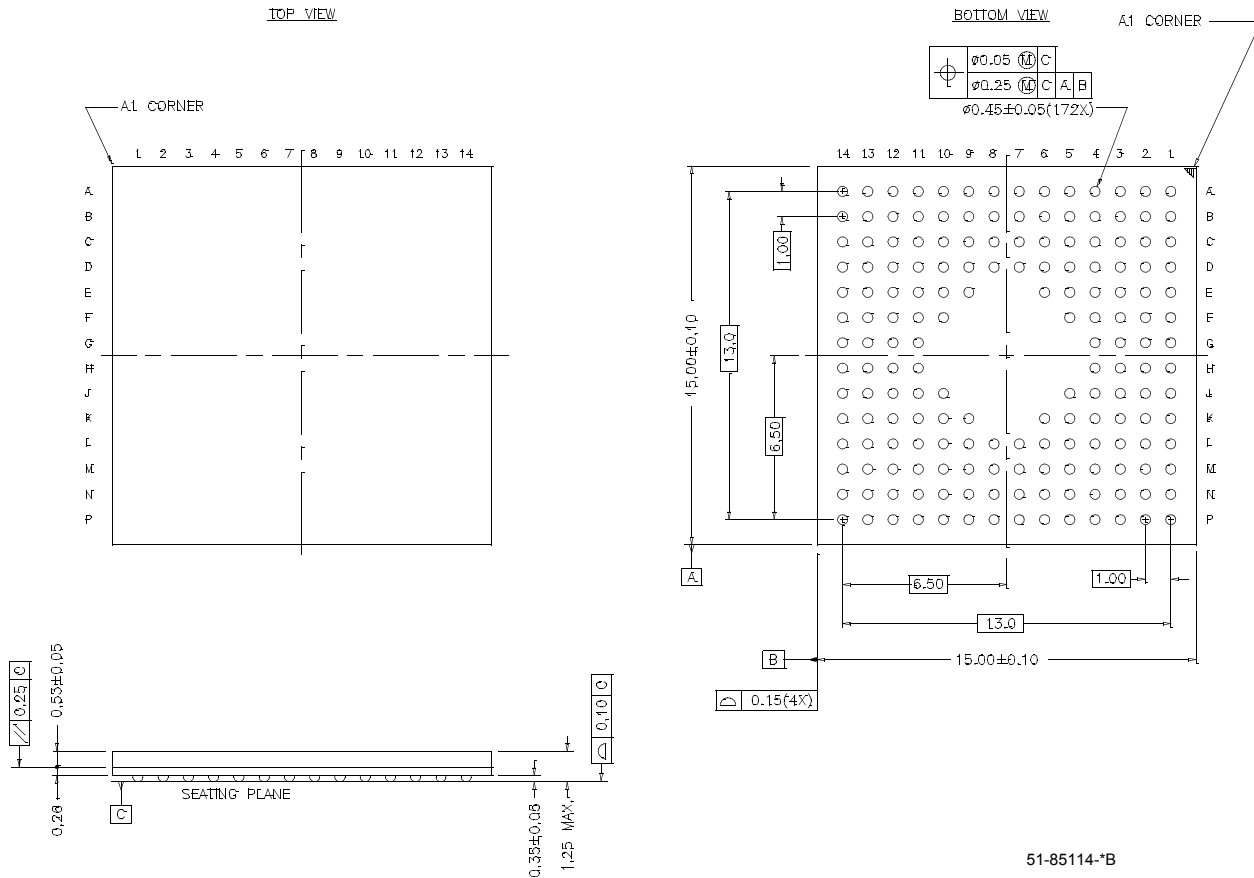 TOP VIEW
BOTTOM VIEW
A1 CORNER
⌀0.05 Ⓜ C
⌀0.25 Ⓜ C A B
⌀0.45±0.05(172X)
A1 CORNER
1 2 3 4 5 6 7 8 9 10 11 12 13 14
14 13 12 11 10 9 8 7 6 5 4 3 2 1
A
B
C
D
E
F
G
H
J
K
L
M
N
P
A
B
C
D
E
F
G
H
J
K
L
M
N
P
1.00
15.00±0.10
13.0
6.50
A
6.50
1.00
13.0
B
15.00±0.10
0.15(4X)
0.25 C
0.53±0.05
0.10 C
0.26
C
SEATING PLANE
0.35±0.06
1.25 MAX.
51-85114-*B